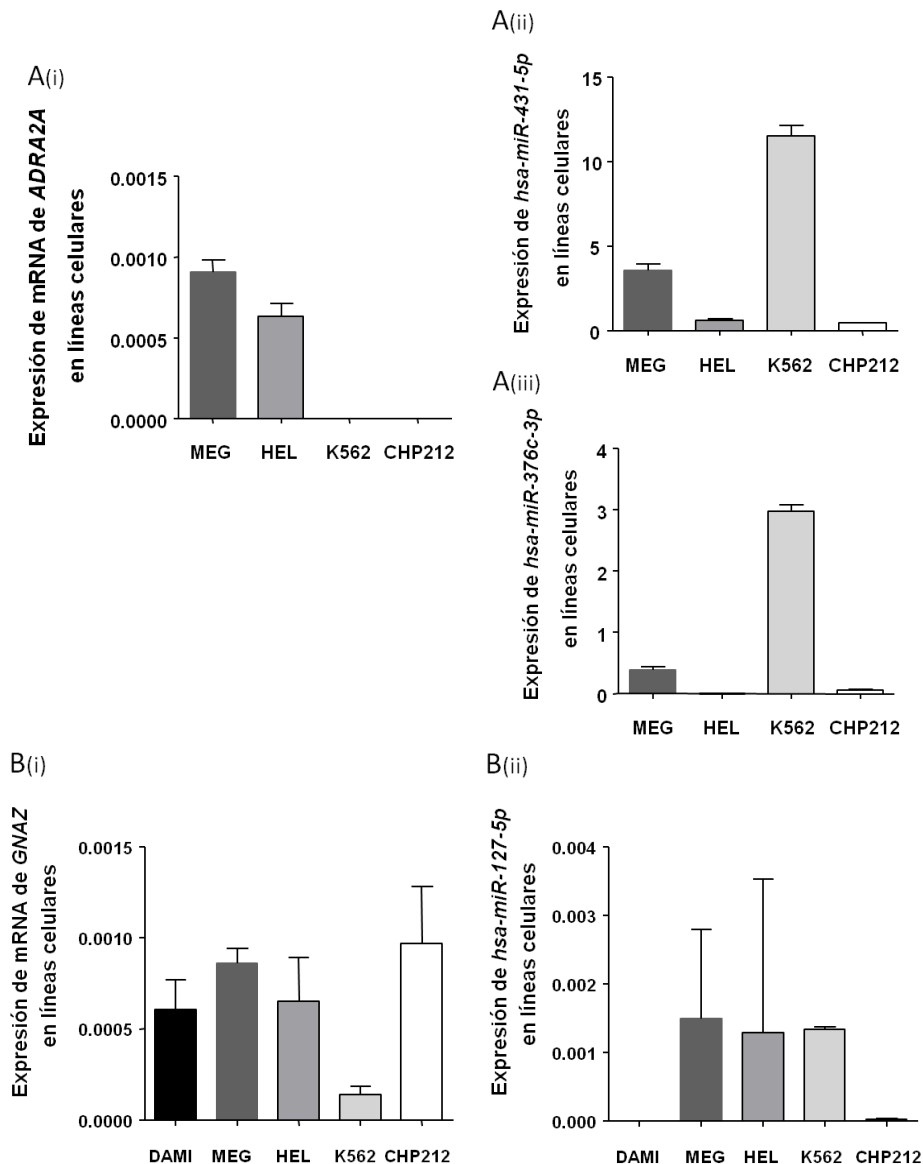 A(i)
Expresión de mRNA de ADRA2A
en líneas celulares
0.0015
0.0010
0.0005
0.0000
MEG HEL K562 CHP212
A(ii)
Expresión de hsa-miR-431-5p
en líneas celulares
15
10
5
0
MEG HEL K562 CHP212
A(iii)
Expresión de hsa-miR-376c-3p
en líneas celulares
4
3
2
1
0
MEG HEL K562 CHP212
B(i)
Expresión de mRNA de GNAZ
en líneas celulares
0.0015
0.0010
0.0005
0.0000
DAMI MEG HEL K562 CHP212
B(ii)
Expresión de hsa-miR-127-5p
en líneas celulares
0.004
0.003
0.002
0.001
0.000
DAMI MEG HEL K562 CHP212